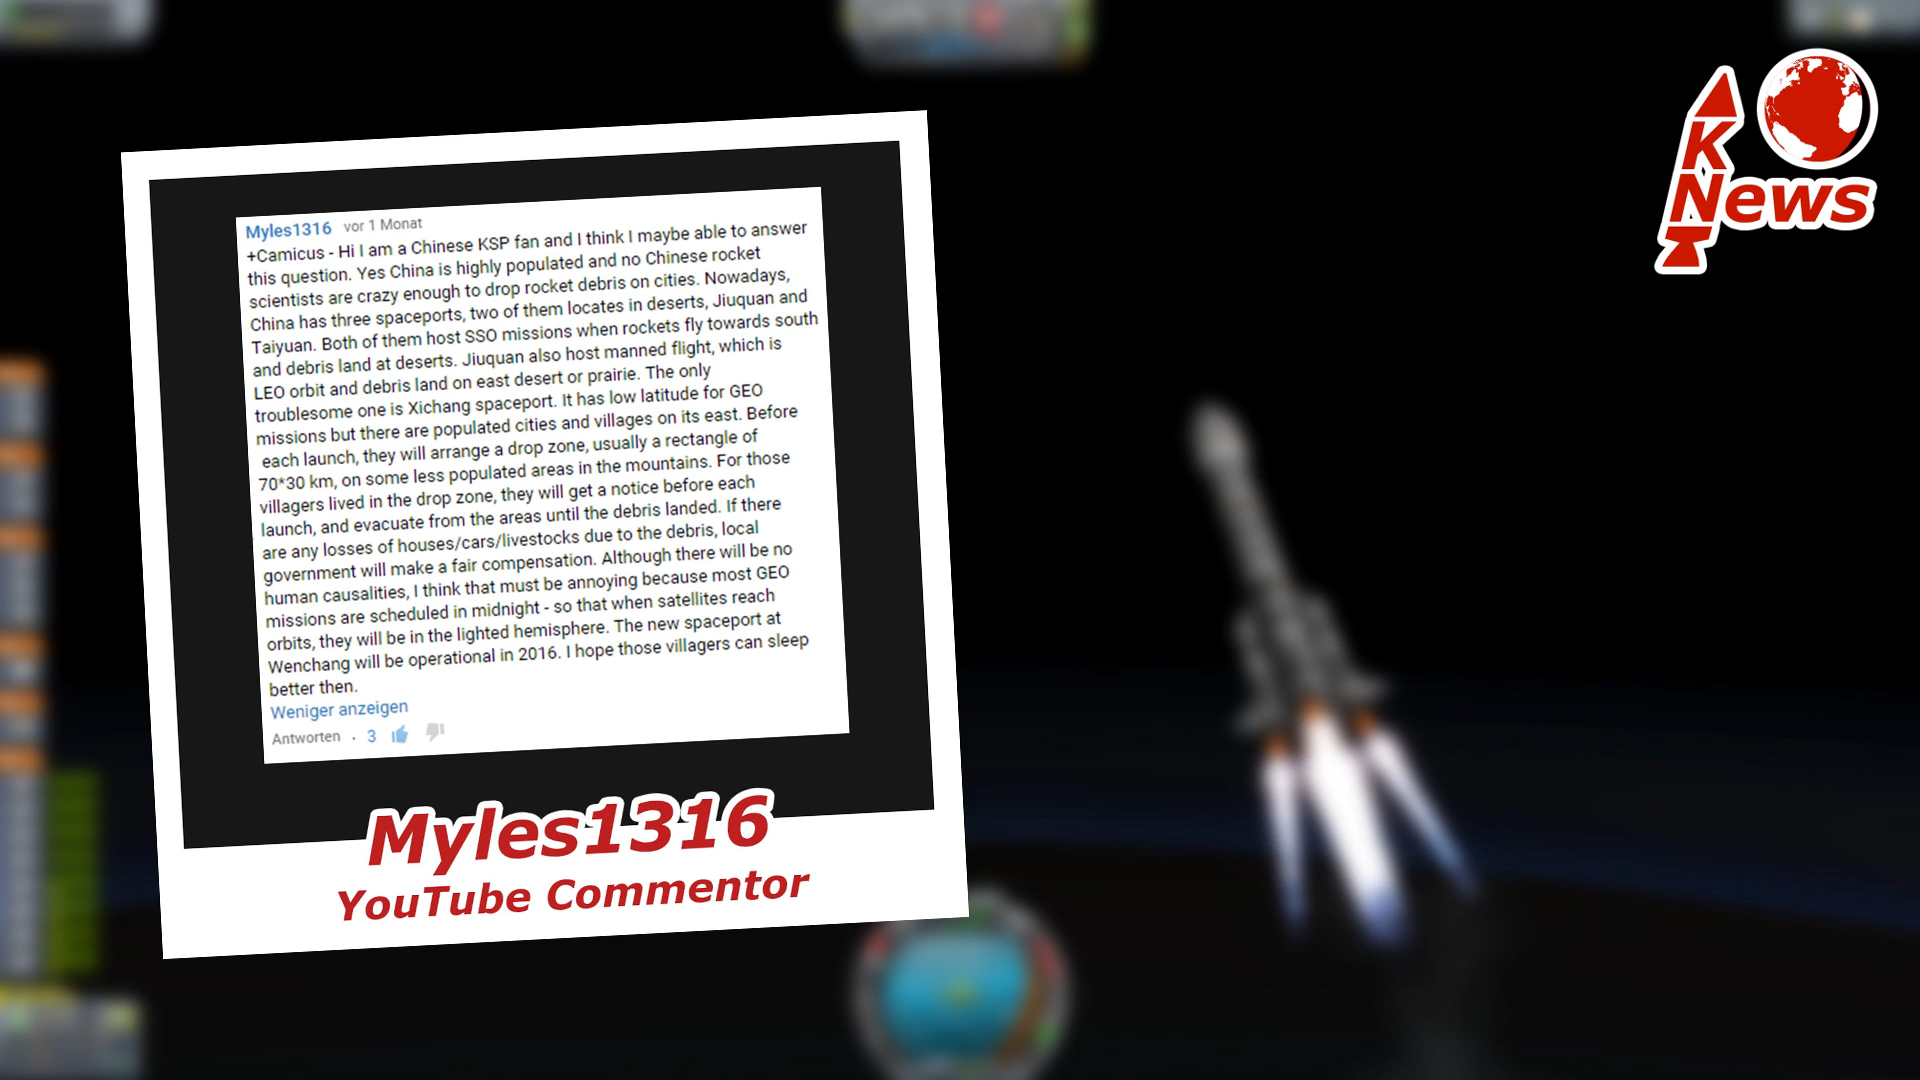 Myles1316 vor 1 Monat
+Camicus - Hi I am a Chinese KSP fan and I think I maybe able to answer
this question. Yes China is highly populated and no Chinese rocket
scientists are crazy enough to drop rocket debris on cities. Nowadays,
China has three spaceports, two of them locates in deserts, Jiuquan and
Taiyuan. Both of them host SSO missions when rockets fly towards south
and debris land at deserts. Jiuquan also host manned flight, which is
LEO orbit and debris land on east desert or prairie. The only
troublesome one is Xichang spaceport. It has low latitude for GEO
missions but there are populated cities and villages on its east. Before
each launch, they will arrange a drop zone, usually a rectangle of
70*30 km, on some less populated areas in the mountains. For those
villagers lived in the drop zone, they will get a notice before each
launch, and evacuate from the areas until the debris landed. If there
are any losses of houses/cars/livestocks due to the debris, local
government will make a fair compensation. Although there will be no
human causalities, I think that must be annoying because most GEO
missions are scheduled in midnight - so that when satellites reach
orbits, they will be in the lighted hemisphere. The new spaceport at
Wenchang will be operational in 2016. I hope those villagers can sleep
better then.
Weniger anzeigen
Antworten · 3
Myles1316
YouTube Commentor
K
News